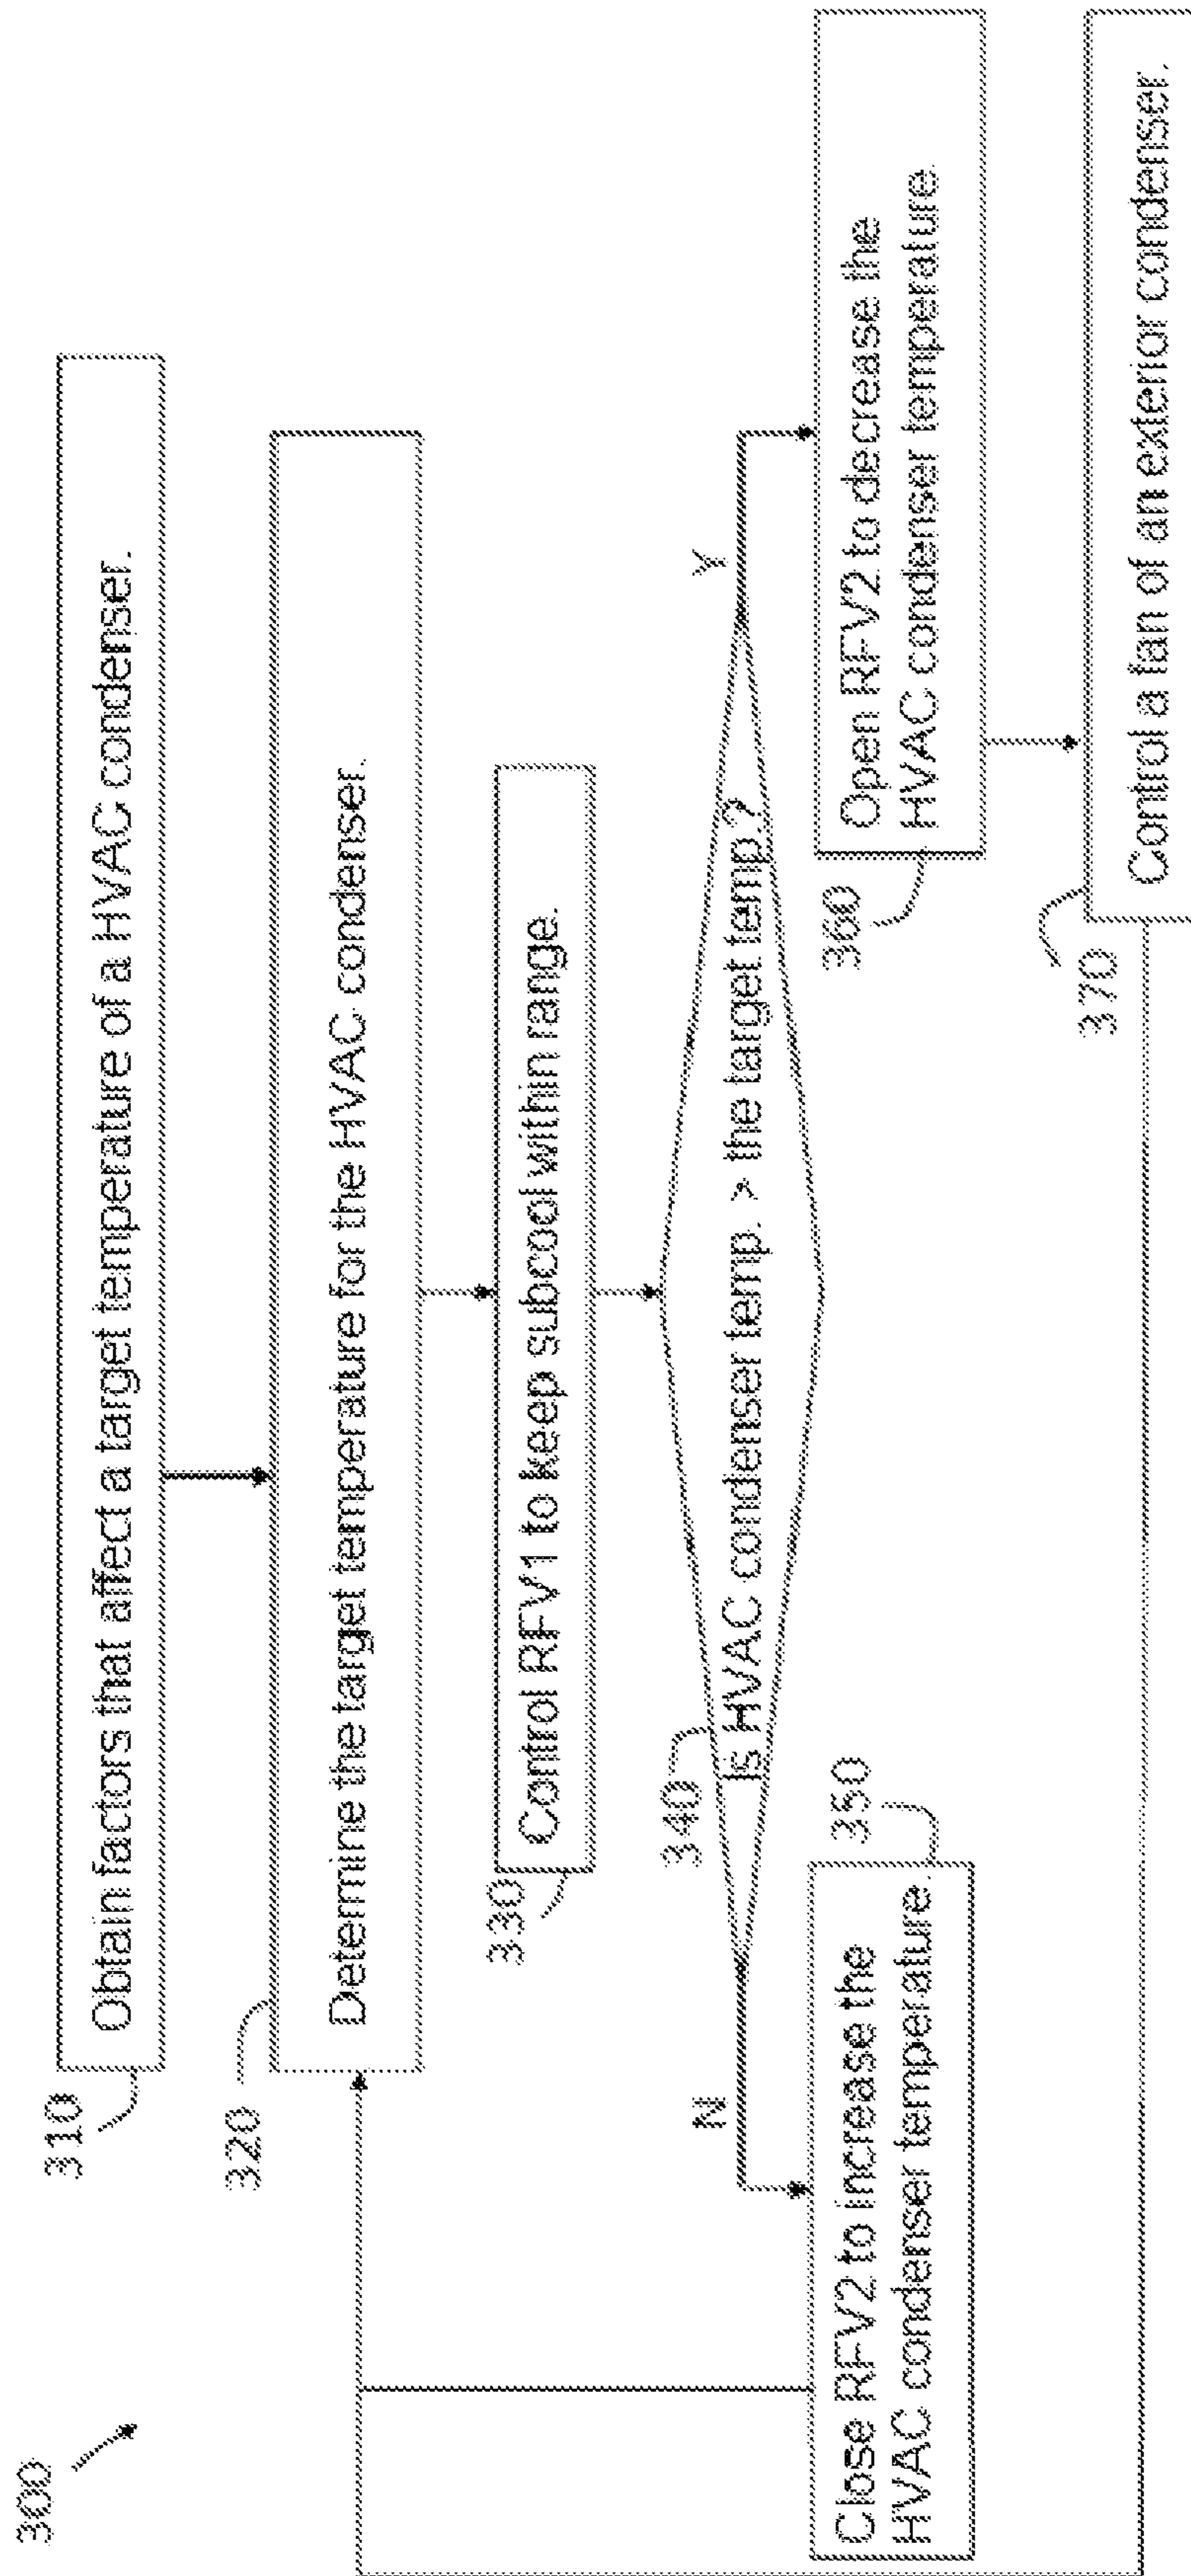 300
310
Obtain factors that affect a target temperature of a HVAC condenser.
320
Determine the target temperature for the HVAC condenser.
330
Control RFV1 to keep subcool within range.
340
Is HVAC condenser temp. > the target temp.?
N
Y
350
Close RFV2 to increase the
HVAC condenser temperature.
360
Open RFV2 to decrease the
HVAC condenser temperature.
370
Control a fan of an exterior condenser.